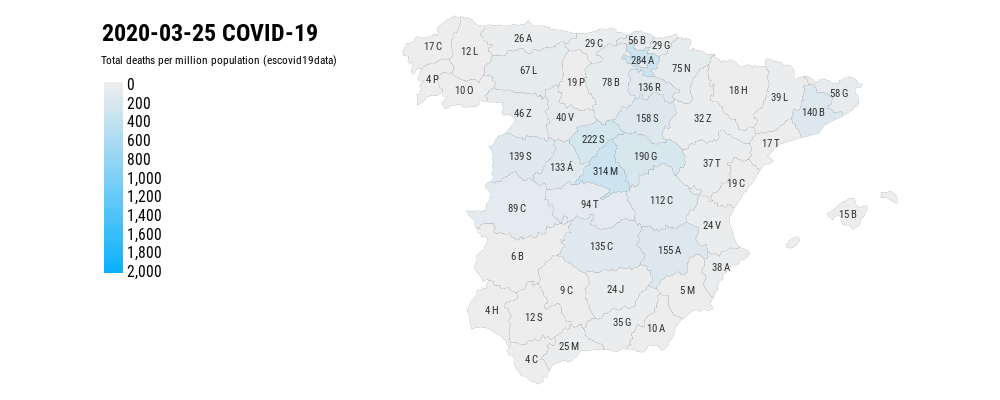 2020-03-25 COVID-19
Total deaths per million population (escovid19data)
0
200
400
600
800
1,000
1,200
1,400
1,600
1,800
2,000
17 C
12 L
26 A
29 C
56 B
29 G
4 P
10 O
67 L
19 P
78 B
284 A
136 R
75 N
18 H
39 L
140 B
58 G
46 Z
40 V
158 S
32 Z
17 T
139 S
133 Á
222 S
314 M
190 G
37 T
19 C
89 C
94 T
112 C
24 V
15 B
6 B
135 C
155 A
38 A
4 H
12 S
9 C
24 J
5 M
35 G
10 A
25 M
4 C